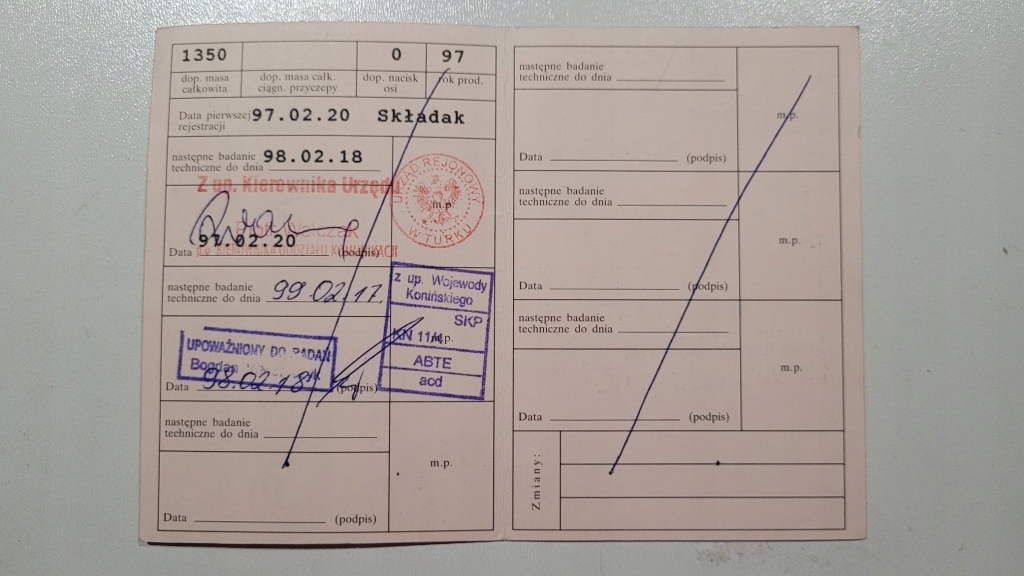 1350 0 97
dop. masa całkowita
dop. masa całk. ciągn. przyczepy
dop. nacisk osi
rok prod.
Data pierwszej rejestracji 97.02.20 Składak
następne badanie
techniczne do dnia 98.02.18
Z up. Kierownika Urzędu
URZĄD REJONOWY
W TURKU
m.p.
97.02.20
Data (podpis)
KIEROWNIKA ODDZIAŁU KOMUNIKACJI
następne badanie
techniczne do dnia 99.02.17.
z up. Wojewody
Konińskiego
SKP
KN 11/
m.p.
ABTE
acd
UPOWAŻNIONY DO BADAŃ
Bogdan
Data 98.02.18 (podpis)
następne badanie
techniczne do dnia
m.p.
Data (podpis)
następne badanie
techniczne do dnia
m.p.
Data (podpis)
następne badanie
techniczne do dnia
m.p.
Data (podpis)
następne badanie
techniczne do dnia
m.p.
Data (podpis)
Zmiany: